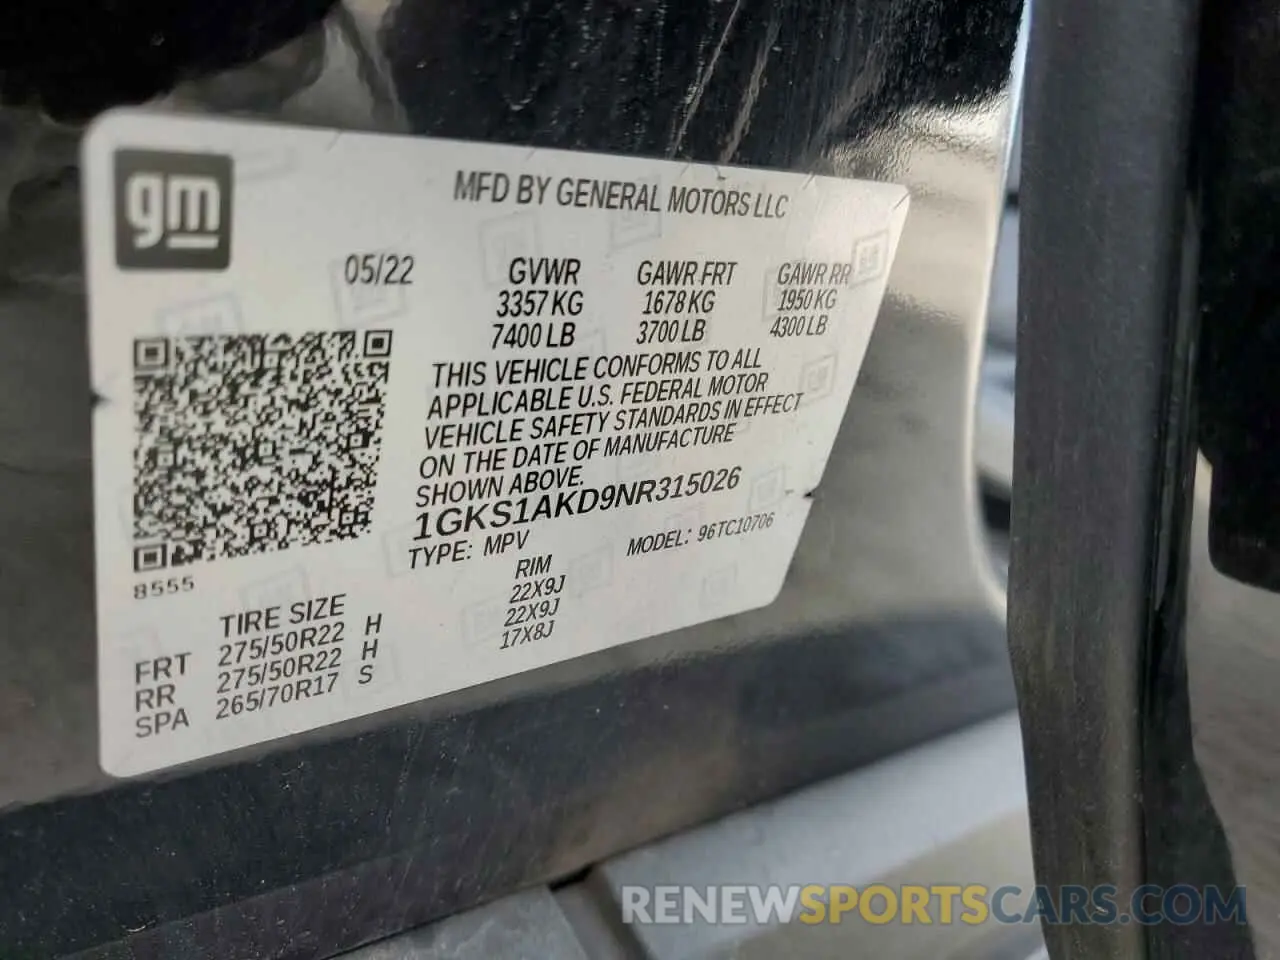 gm
MFD BY GENERAL MOTORS LLC
05/22 GVWR GAWR FRT GAWR RR
3357 KG 1678 KG 1950 KG
7400 LB 3700 LB 4300 LB
THIS VEHICLE CONFORMS TO ALL
APPLICABLE U.S. FEDERAL MOTOR
VEHICLE SAFETY STANDARDS IN EFFECT
ON THE DATE OF MANUFACTURE
SHOWN ABOVE.
1GKS1AKD9NR315026
TYPE: MPV MODEL: 96TC10706
8555
TIRE SIZE RIM
FRT 275/50R22 H 22X9J
RR 275/50R22 H 22X9J
SPA 265/70R17 S 17X8J
RENEWSPORTSCARS.COM